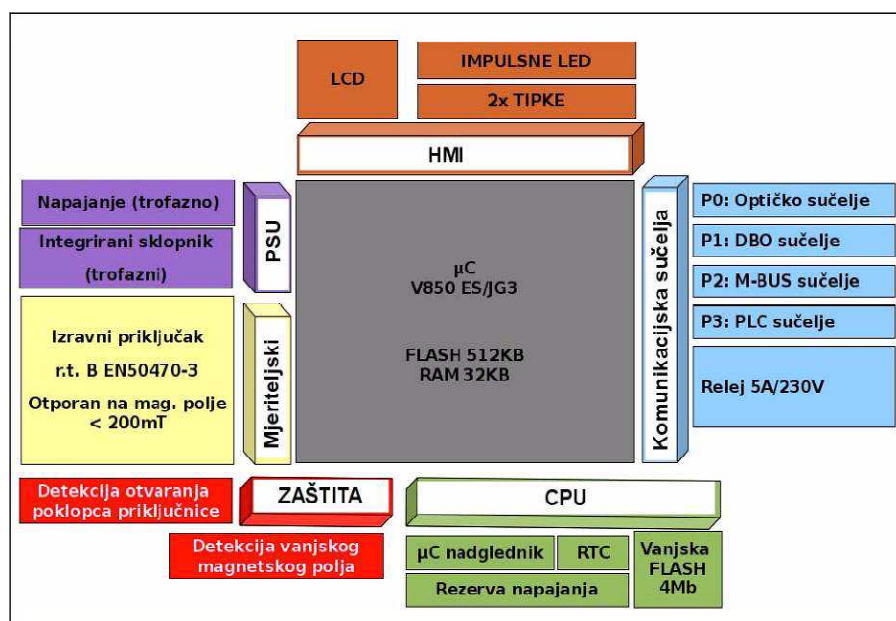 LCD
IMPULSNE LED
2x TIPKE
HMI
Napajanje (trofazno)
Integrirani sklopnik
(trofazni)
PSU
Izravni priključak
r.t. B EN50470-3
Otporan na mag. polje
< 200mT
Mjeriteljski
µC
V850 ES/JG3
FLASH 512KB
RAM 32KB
Komunikacijska sučelja
P0: Optičko sučelje
P1: DBO sučelje
P2: M-BUS sučelje
P3: PLC sučelje
Relej 5A/230V
Detekcija otvaranja
poklopca priključnice
ZAŠTITA
Detekcija vanjskog
magnetskog polja
CPU
µC nadglednik
RTC
Rezerva napajanja
Vanjska
FLASH
4Mb